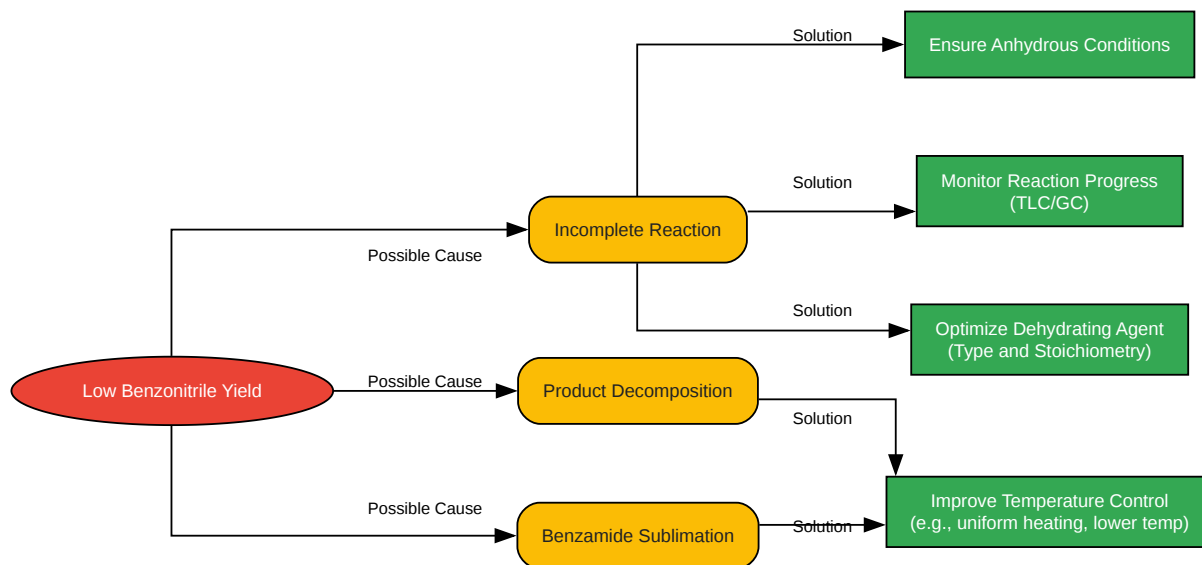 Solution
Ensure Anhydrous Conditions
Solution
Monitor Reaction Progress
(TLC/GC)
Incomplete Reaction
Possible Cause
Solution
Optimize Dehydrating Agent
(Type and Stoichiometry)
Low Benzonitrile Yield
Possible Cause
Product Decomposition
Solution
Possible Cause
Benzamide Sublimation
Solution
Improve Temperature Control
(e.g., uniform heating, lower temp)